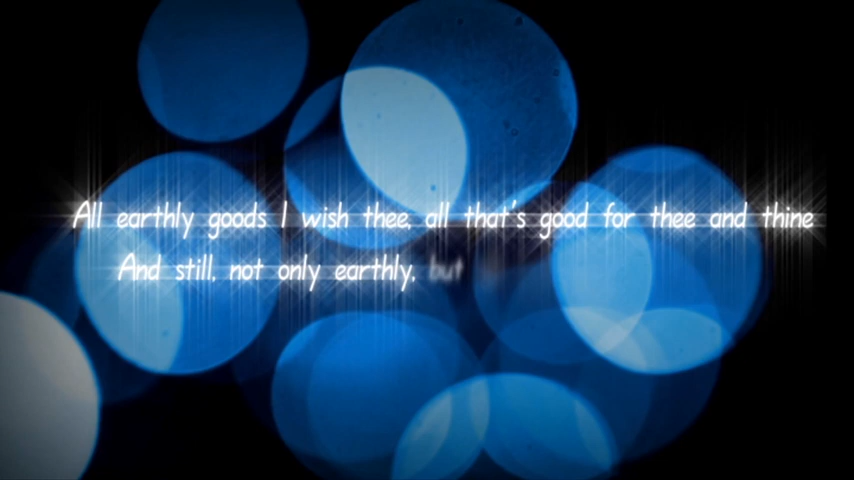 All earthly goods I wish thee, all that's good for thee and thine
And still, not only earthly, but